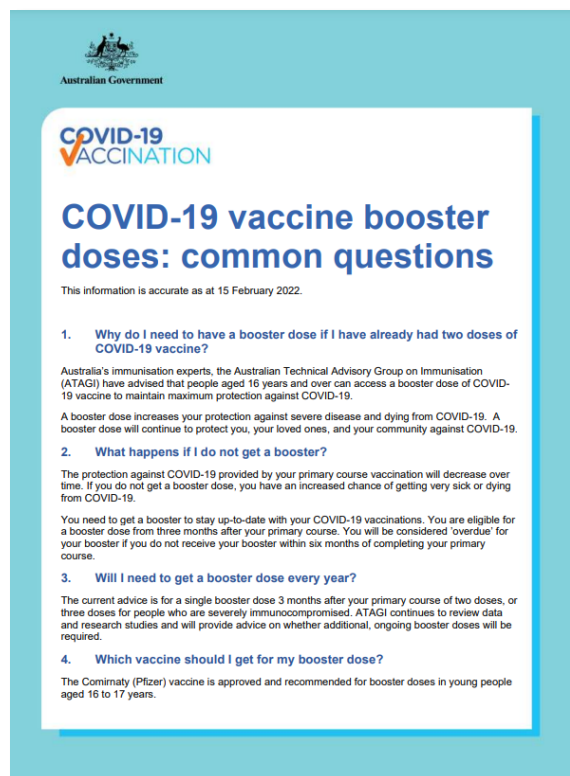 Australian Government
COVID-19
VACCINATION
COVID-19 vaccine booster
doses: common questions
This information is accurate as at 15 February 2022.
1. Why do I need to have a booster dose if I have already had two doses of
COVID-19 vaccine?
Australia's immunisation experts, the Australian Technical Advisory Group on Immunisation
(ATAGI) have advised that people aged 16 years and over can access a booster dose of COVID-
19 vaccine to maintain maximum protection against COVID-19.
A booster dose increases your protection against severe disease and dying from COVID-19. A
booster dose will continue to protect you, your loved ones, and your community against COVID-19.
2. What happens if I do not get a booster?
The protection against COVID-19 provided by your primary course vaccination will decrease over
time. If you do not get a booster dose, you have an increased chance of getting very sick or dying
from COVID-19.
You need to get a booster to stay up-to-date with your COVID-19 vaccinations. You are eligible for
a booster dose from three months after your primary course. You will be considered 'overdue' for
your booster if you do not receive your booster within six months of completing your primary
course.
3. Will I need to get a booster dose every year?
The current advice is for a single booster dose 3 months after your primary course of two doses, or
three doses for people who are severely immunocompromised. ATAGI continues to review data
and research studies and will provide advice on whether additional, ongoing booster doses will be
required.
4. Which vaccine should I get for my booster dose?
The Comirnaty (Pfizer) vaccine is approved and recommended for booster doses in young people
aged 16 to 17 years.